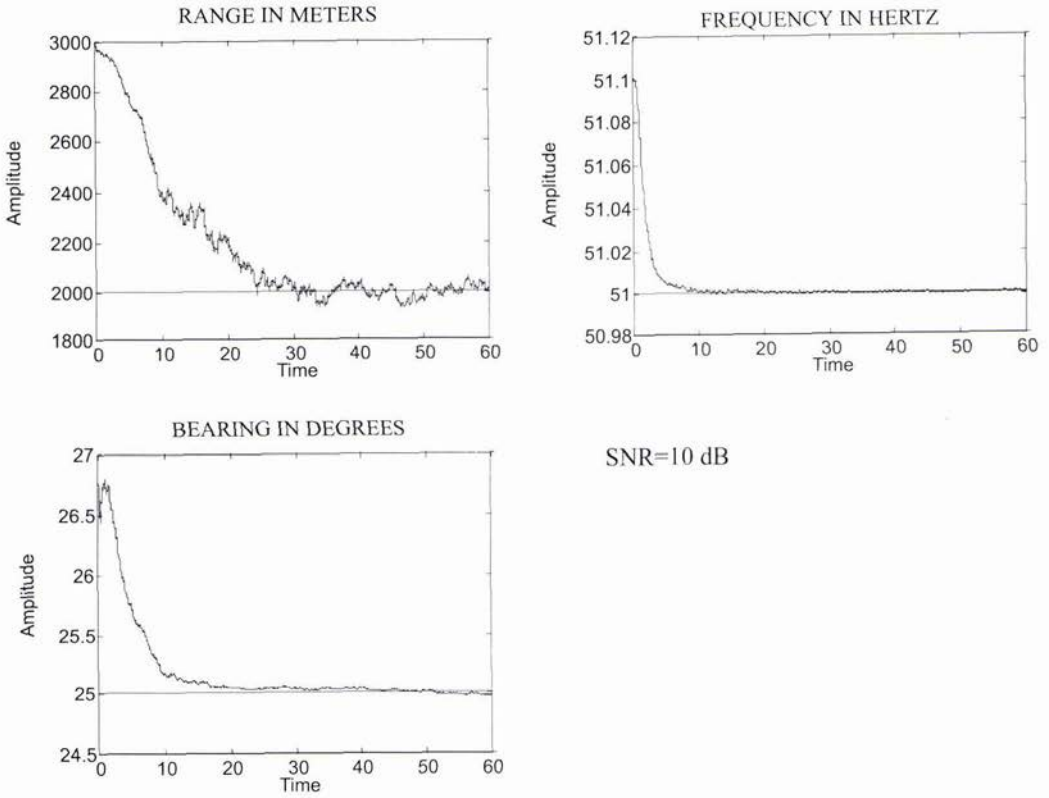 RANGE IN METERS
3000
2800
2600
2400
2200
2000
1800
Amplitude
0 10 20 30 40 50 60
Time
FREQUENCY IN HERTZ
51.12
51.1
51.08
51.06
51.04
51.02
51
50.98
Amplitude
0 10 20 30 40 50 60
Time
BEARING IN DEGREES
27
26.5
26
25.5
25
24.5
Amplitude
0 10 20 30 40 50 60
Time
SNR=10 dB